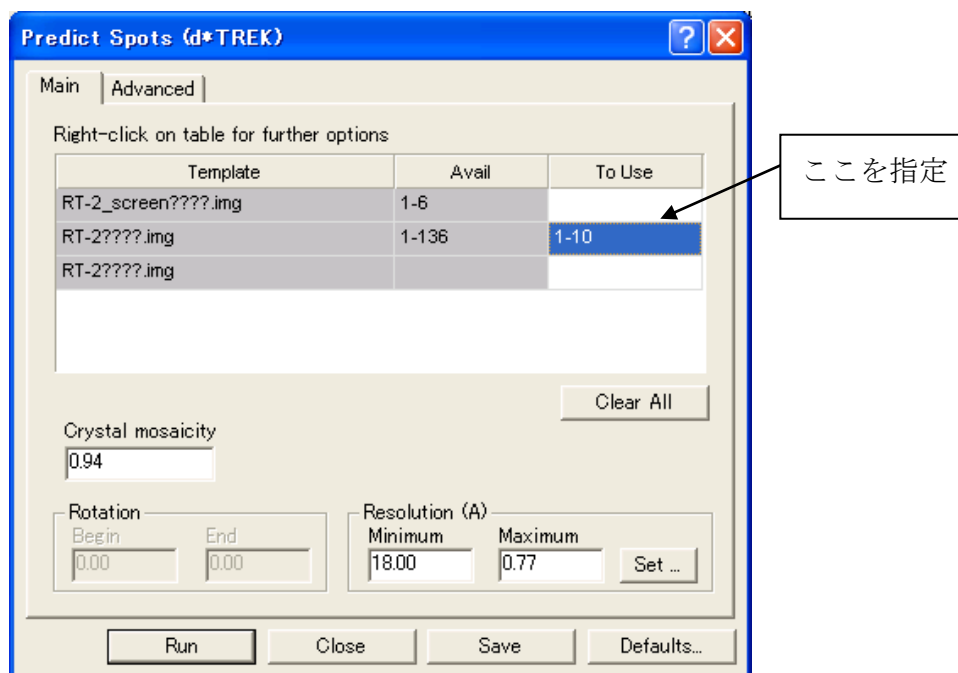 Predict Spots (d*TREK)
Main Advanced
Right-click on table for further options
Template Avail To Use
RT-2_screen????.img 1-6
RT-2????.img 1-136 1-10
RT-2????.img
ここを指定
Clear All
Crystal mosaicity
0.94
Rotation
Begin End
0.00 0.00
Resolution (A)
Minimum Maximum
18.00 0.77 Set ...
Run Close Save Defaults...